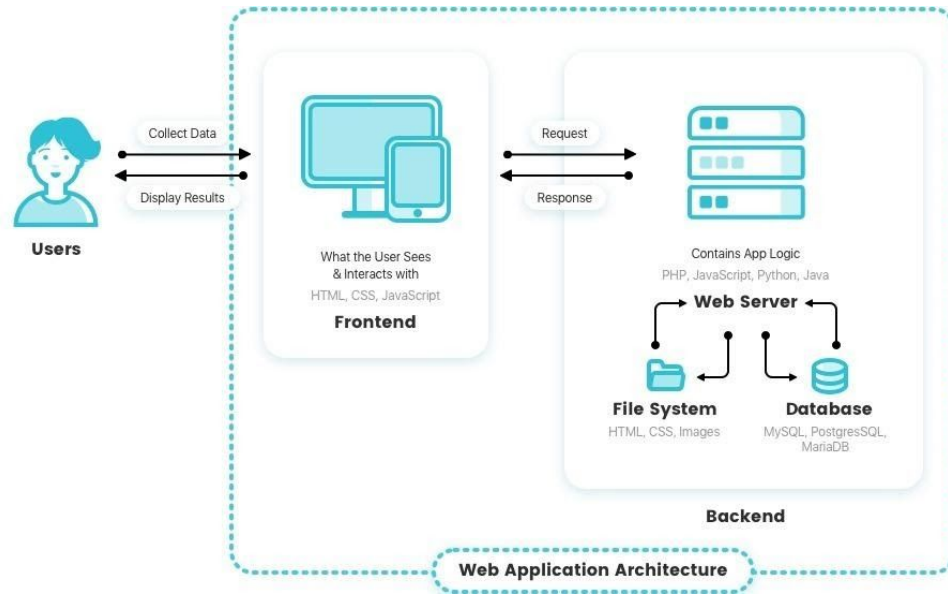 Collect Data
Display Results
Users
What the User Sees
& Interacts with
HTML, CSS, JavaScript
Frontend
Request
Response
Contains App Logic
PHP, JavaScript, Python, Java
Web Server
File System
HTML, CSS, Images
Database
MySQL, PostgresSQL,
MariaDB
Backend
Web Application Architecture